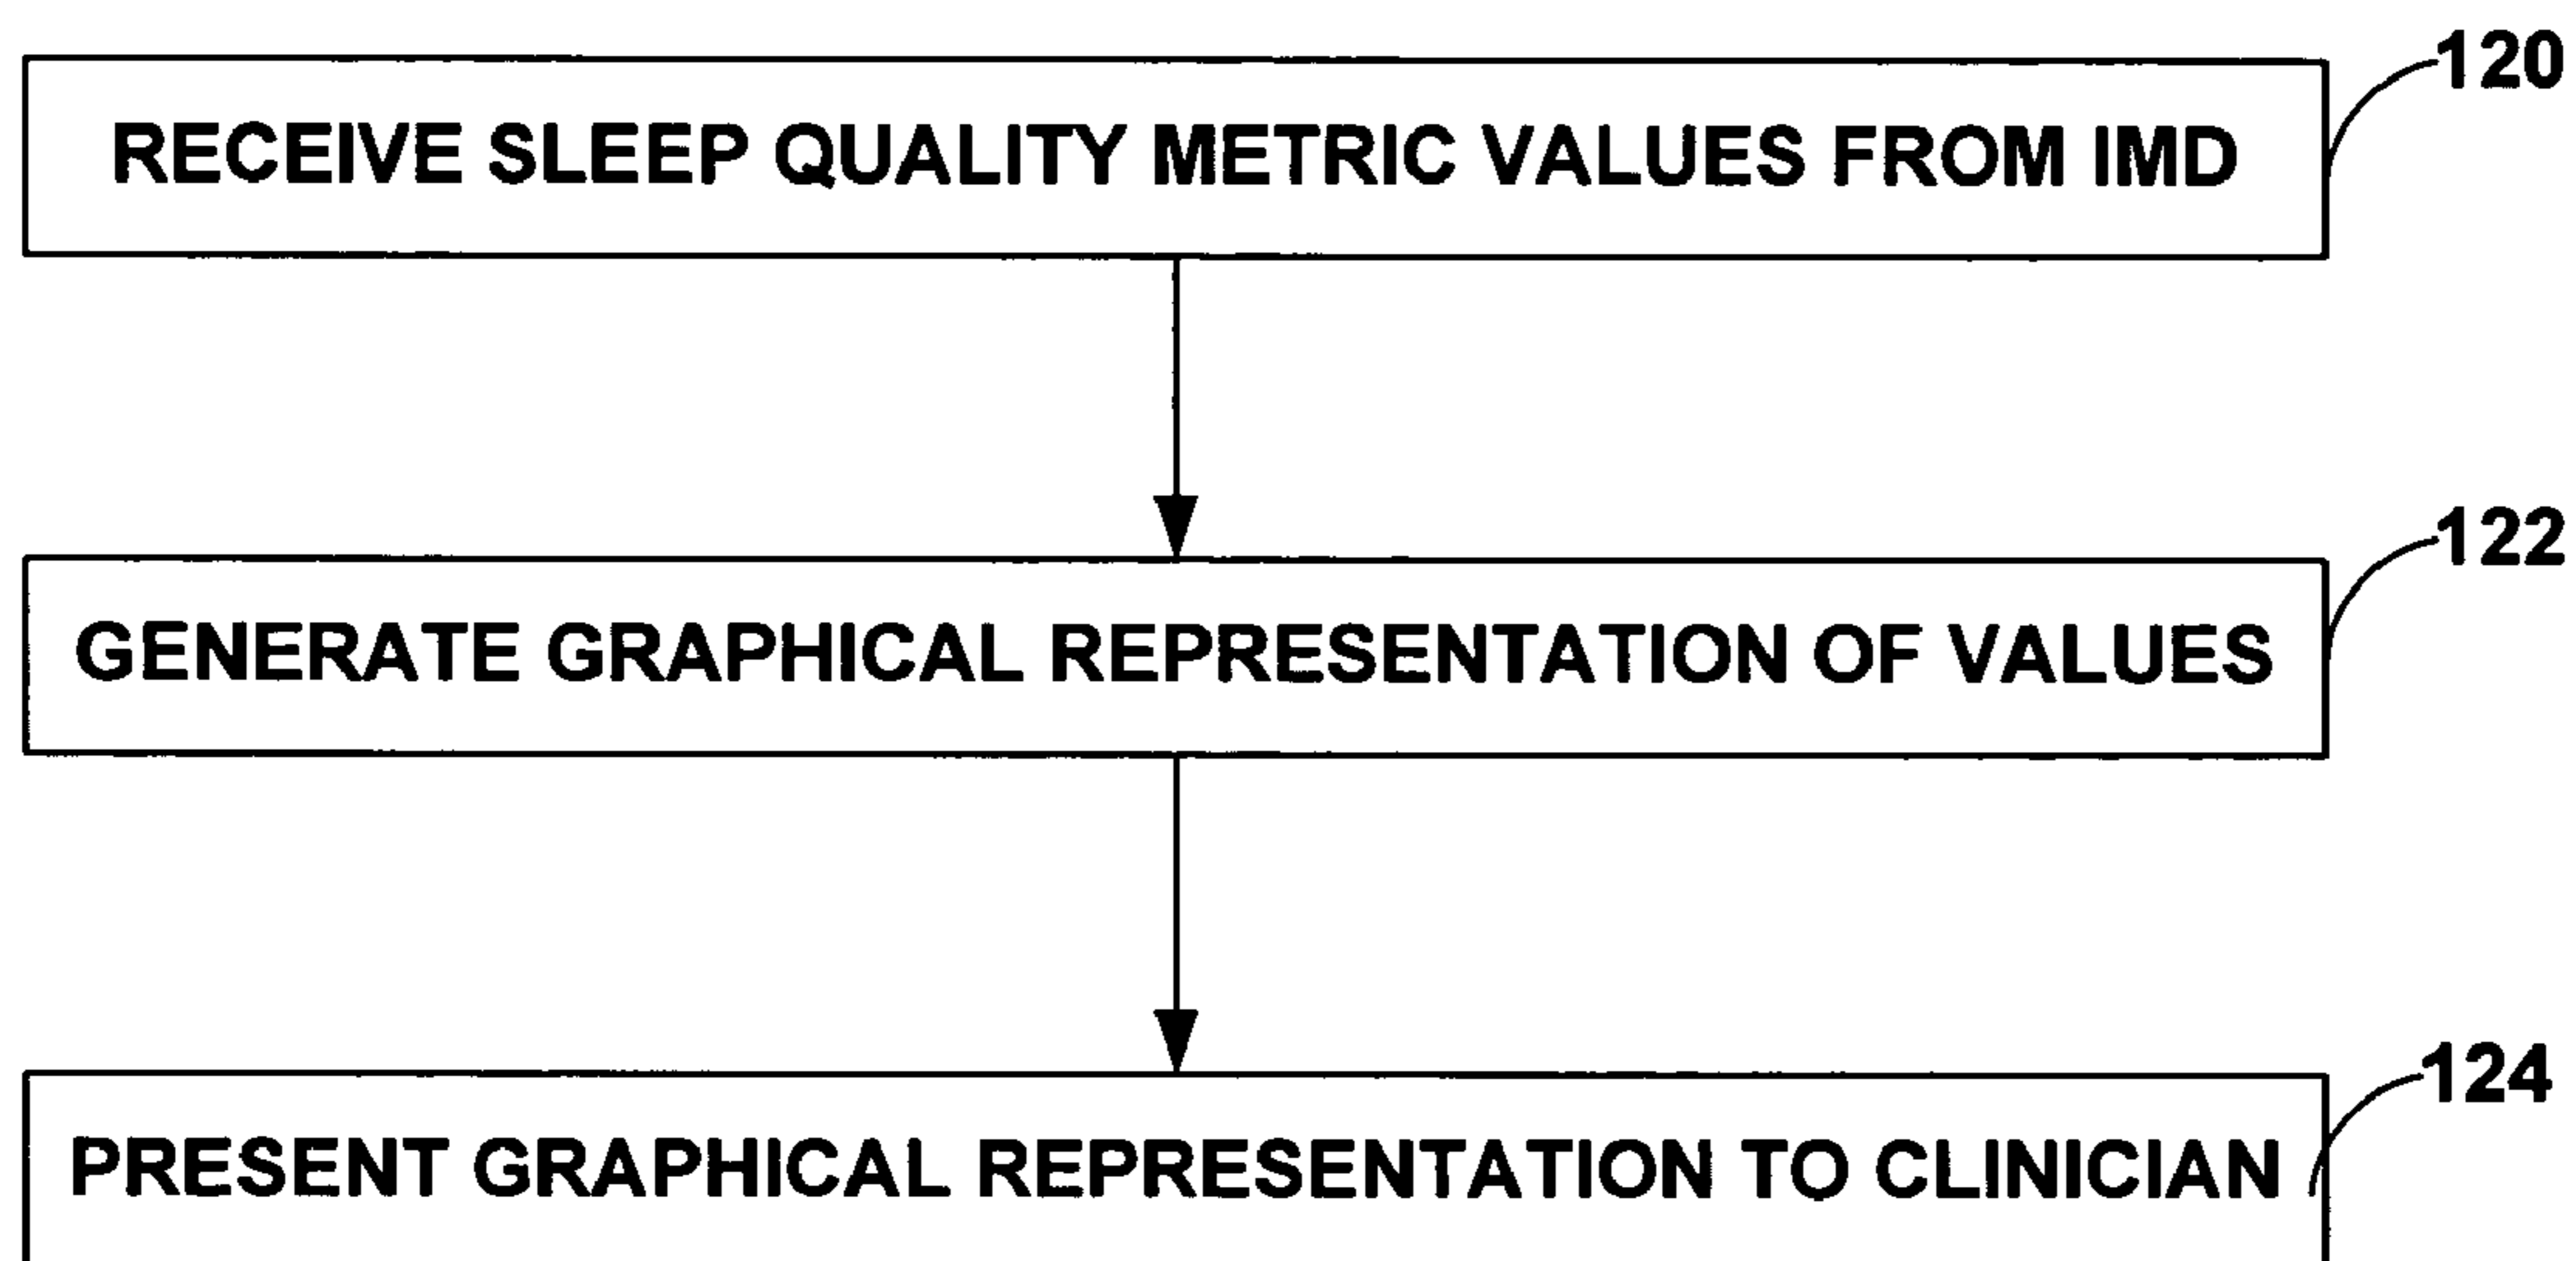 120
RECEIVE SLEEP QUALITY METRIC VALUES FROM IMD
122
GENERATE GRAPHICAL REPRESENTATION OF VALUES
124
PRESENT GRAPHICAL REPRESENTATION TO CLINICIAN